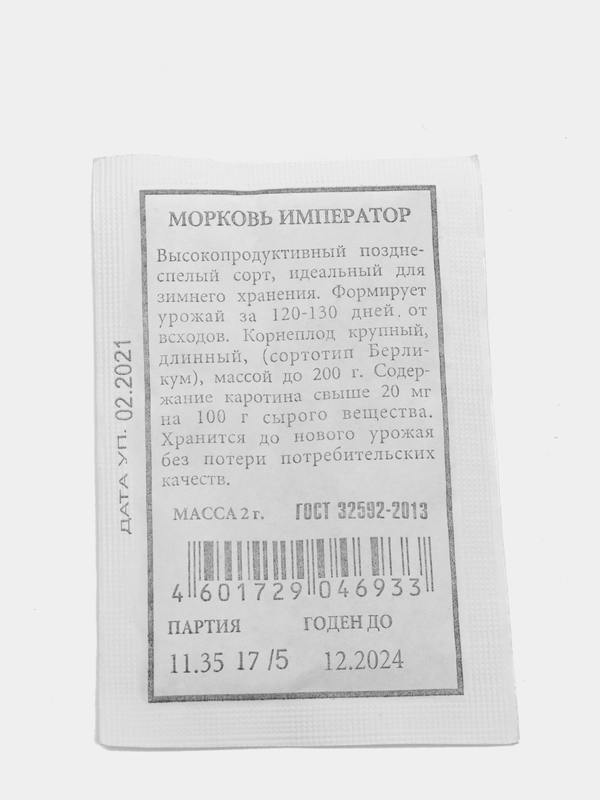 МОРКОВЬ ИМПЕРАТОР
Высокопродуктивный поздне-
спелый сорт, идеальный для
зимнего хранения. Формирует
урожай за 120-130 дней от
всходов. Корнеплод крупный,
длинный, (сортотип Берли-
кум), массой до 200 г. Содер-
жание каротина свыше 20 мг
на 100 г сырого вещества.
Хранится до нового урожая
без потери потребительских
качеств.
МАССА 2 г. ГОСТ 32592-2013
4 601729 046933
ПАРТИЯ ГОДЕН ДО
11.35 17 /5 12.2024
ДАТА УП. 02.2021